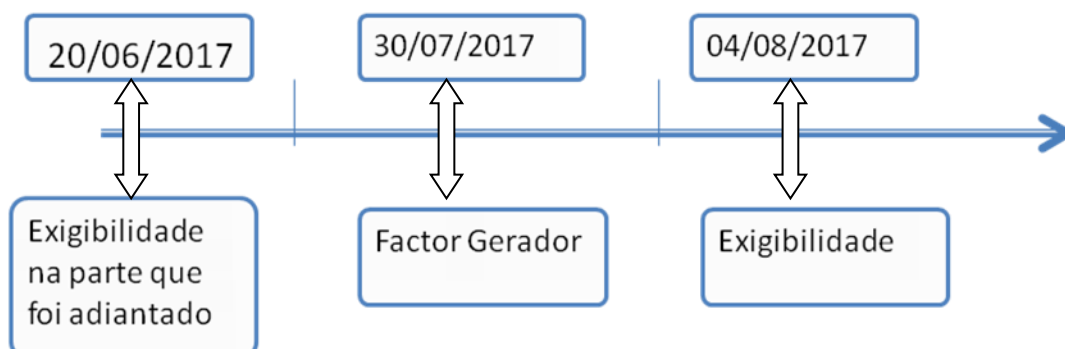 20/06/2017
30/07/2017
04/08/2017
Exigibilidade
na parte que
foi adiantado
Factor Gerador
Exigibilidade